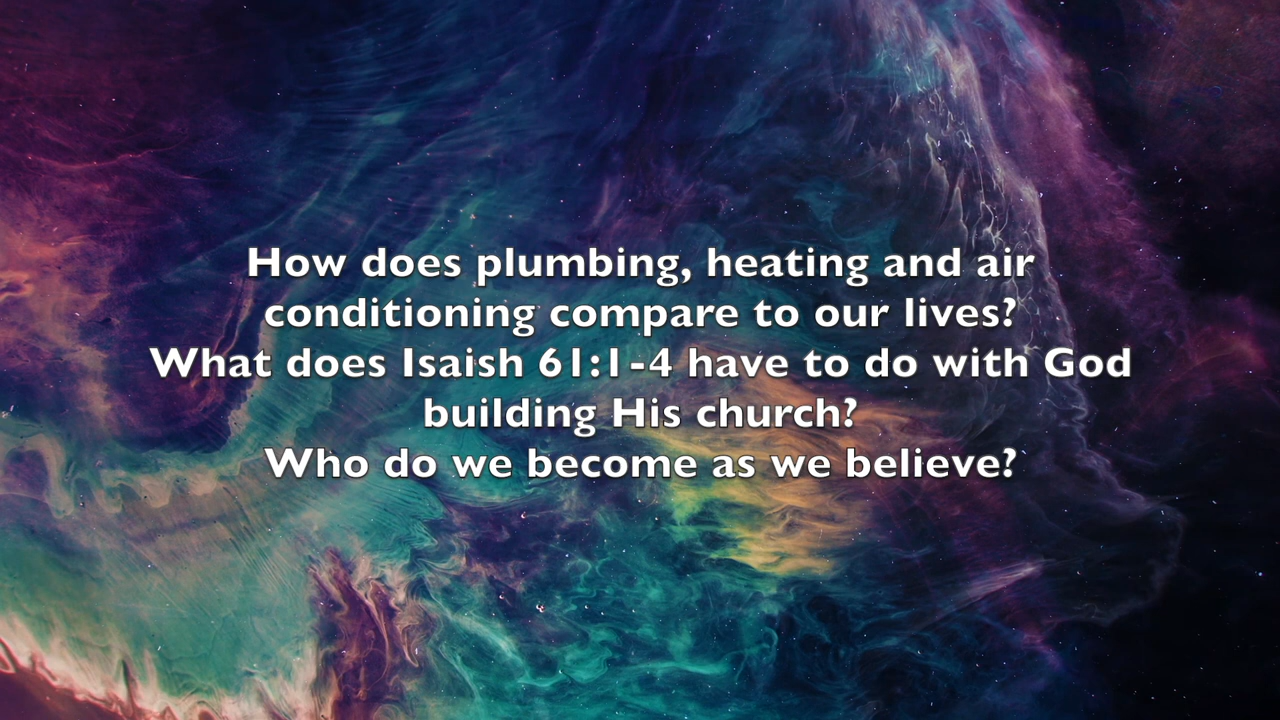 How does plumbing, heating and air
conditioning compare to our lives?
What does Isaish 61:1-4 have to do with God
building His church?
Who do we become as we believe?